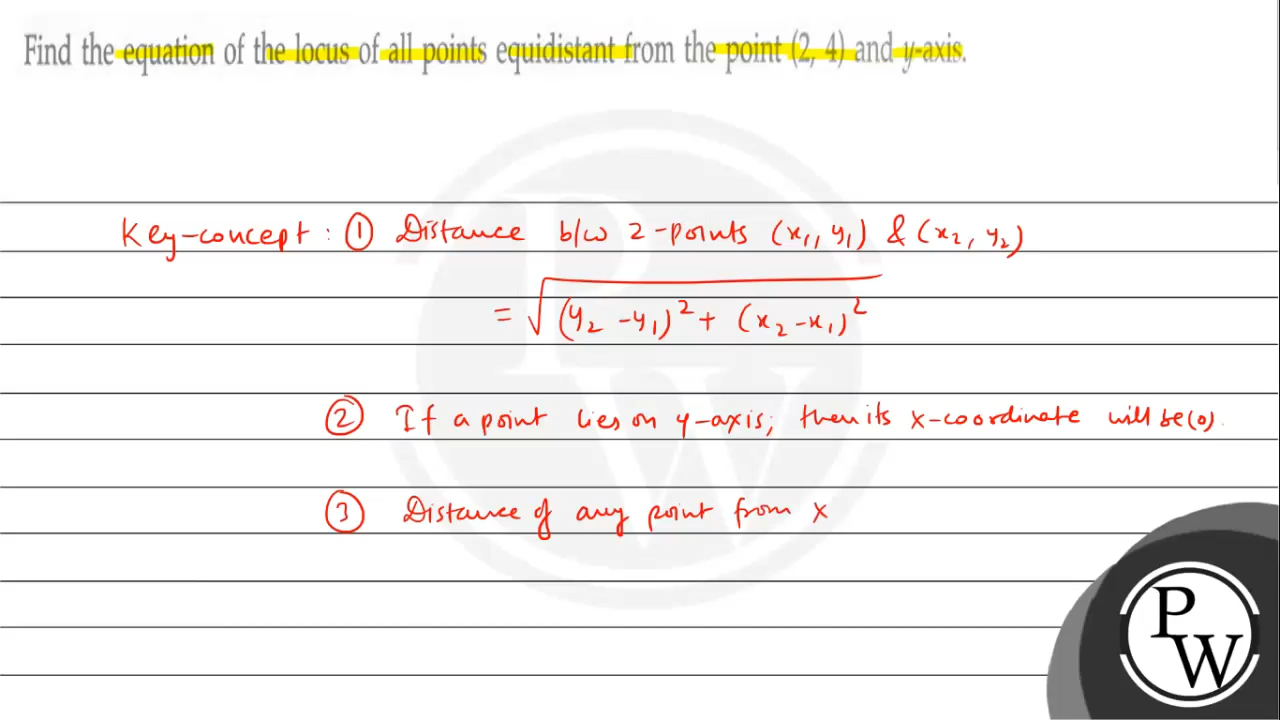 Find the equation of the locus of all points equidistant from the point (2, 4) and y-axis.
Key-concept : ① Distance b/w 2-points (x₁, y₁) & (x₂, y₂)
= √(y₂ - y₁)² + (x₂ - x₁)²
② If a point lies on y-axis; then its x-coordinate will be (0).
③ Distance of any point from x
P
W
P
W